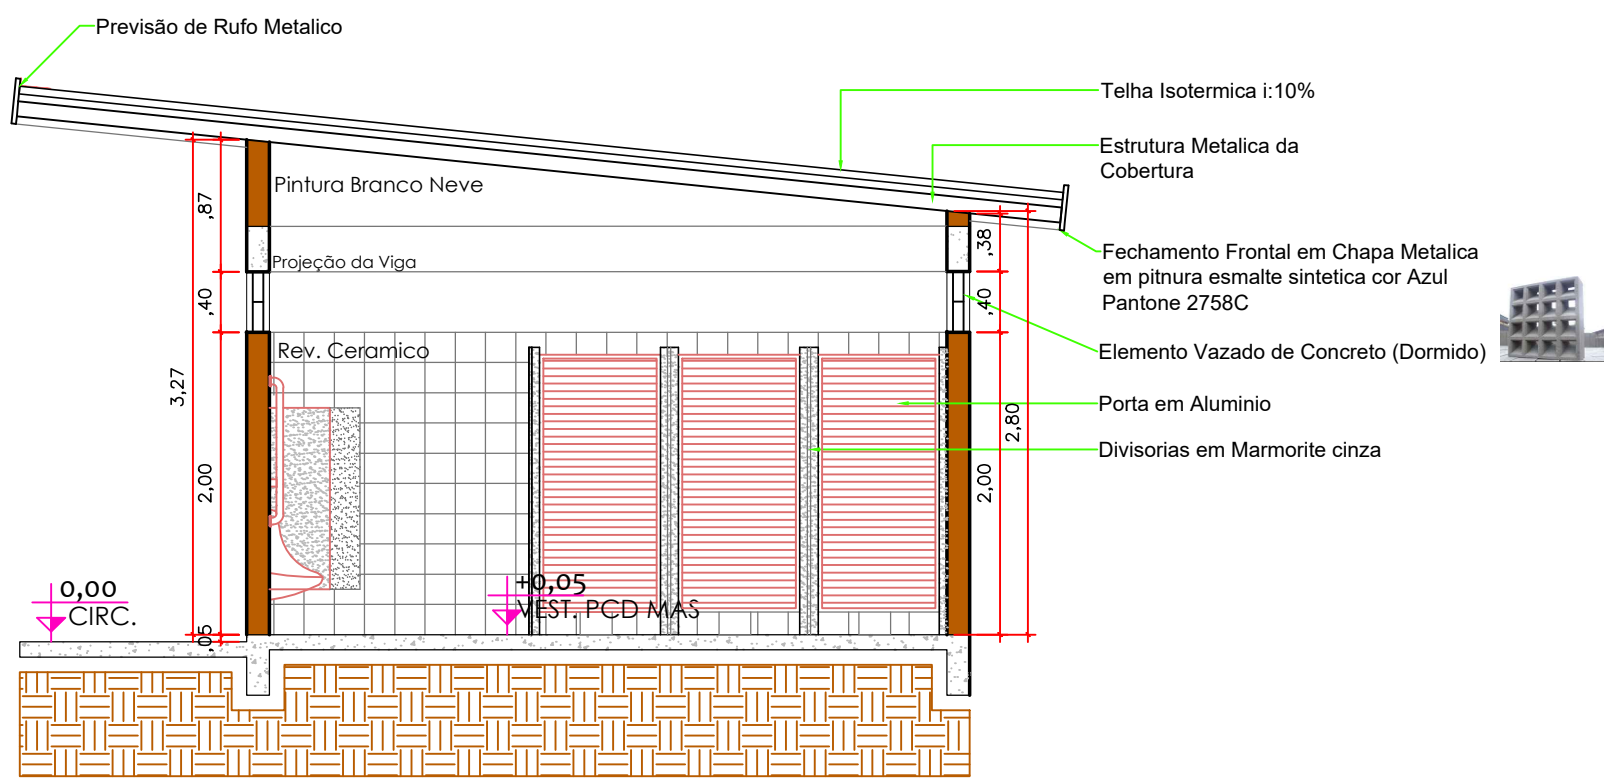 Previsão de Rufo Metalico
Telha Isotermica i:10%
Estrutura Metalica da
Cobertura
Pintura Branco Neve
,87
,38
Fechamento Frontal em Chapa Metalica
em pitnura esmalte sintetica cor Azul
Pantone 2758C
Projeção da Viga
,40
,40
Rev. Ceramico
Elemento Vazado de Concreto (Dormido)
3,27
Porta em Aluminio
2,80
Divisorias em Marmorite cinza
2,00
2,00
0,00
CIRC.
+0,05
VEST. PCD MAS
,05